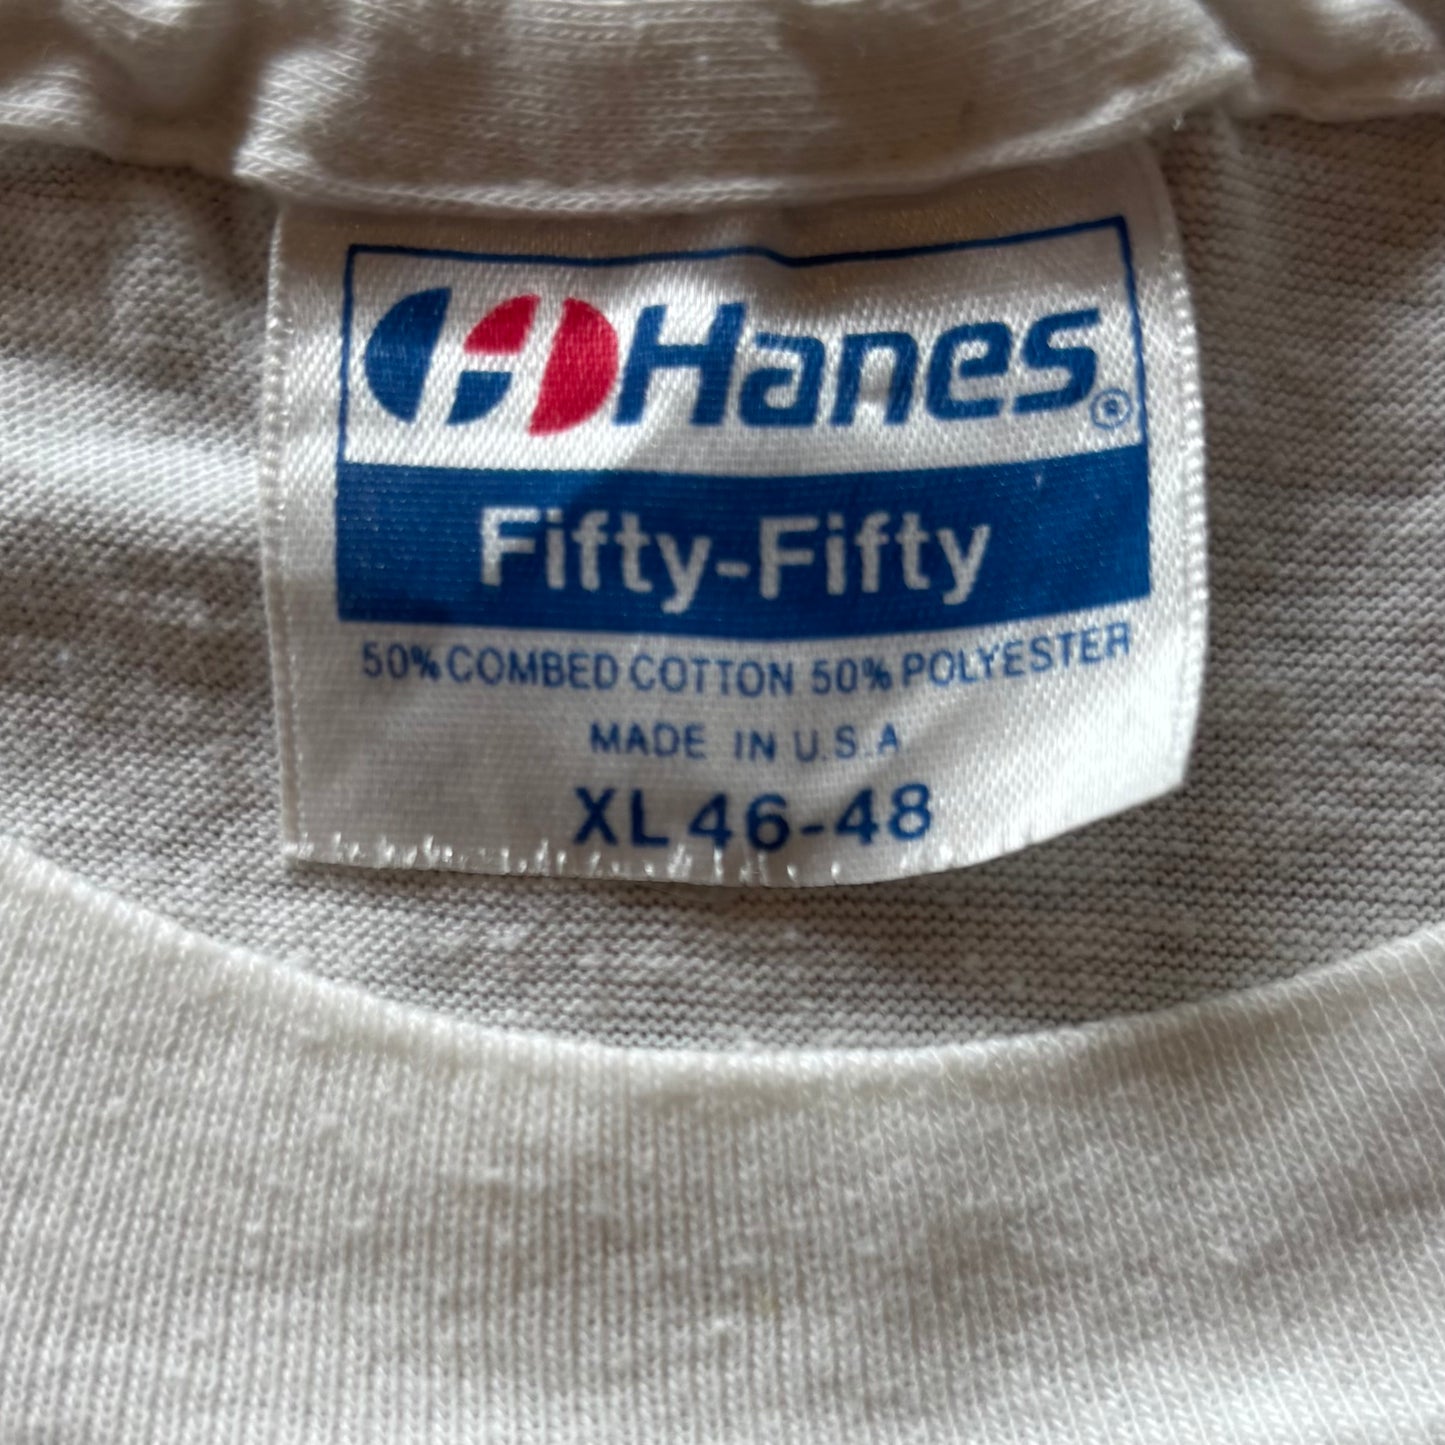 Hanes®
Fifty-Fifty
50% COMBED COTTON 50% POLYESTER
MADE IN U.S.A
XL 46-48